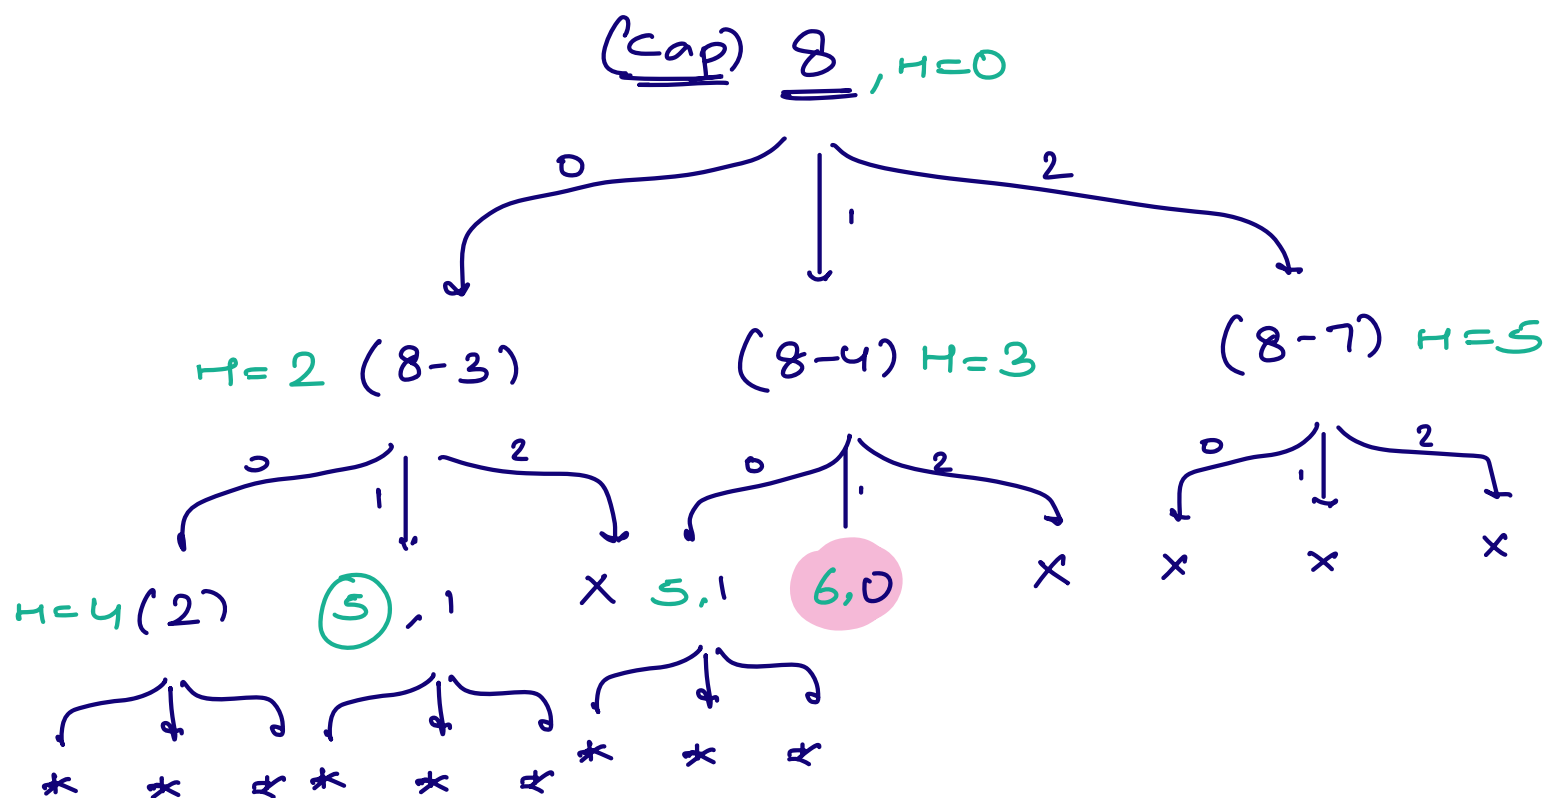 (Cap) 8 , H=0
0 1 2
H=2 (8-3) (8-4) H=3 (8-7) H=5
0 1 2 0 1 2 0 1 2
H=4 (2) 5 , 1 X 5,1 6,0 X X X X
* * * * * * * * *